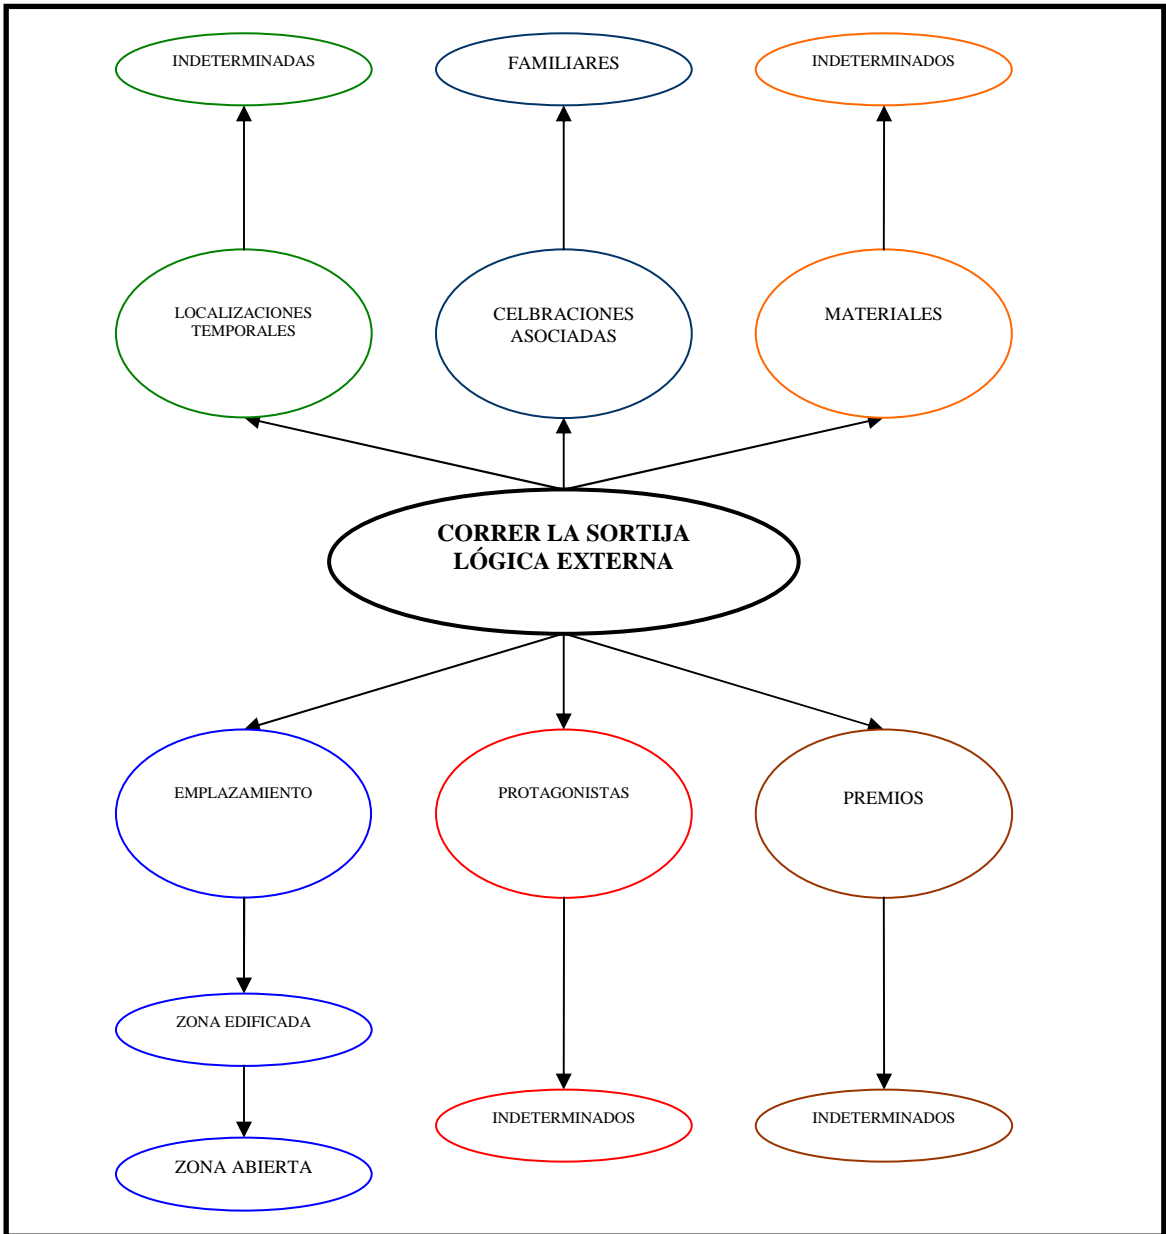 INDETERMINADAS
FAMILIARES
INDETERMINADOS
LOCALIZACIONES
TEMPORALES
CELBRACIONES
ASOCIADAS
MATERIALES
CORRER LA SORTIJA
LÓGICA EXTERNA
EMPLAZAMIENTO
PROTAGONISTAS
PREMIOS
ZONA EDIFICADA
ZONA ABIERTA
INDETERMINADOS
INDETERMINADOS